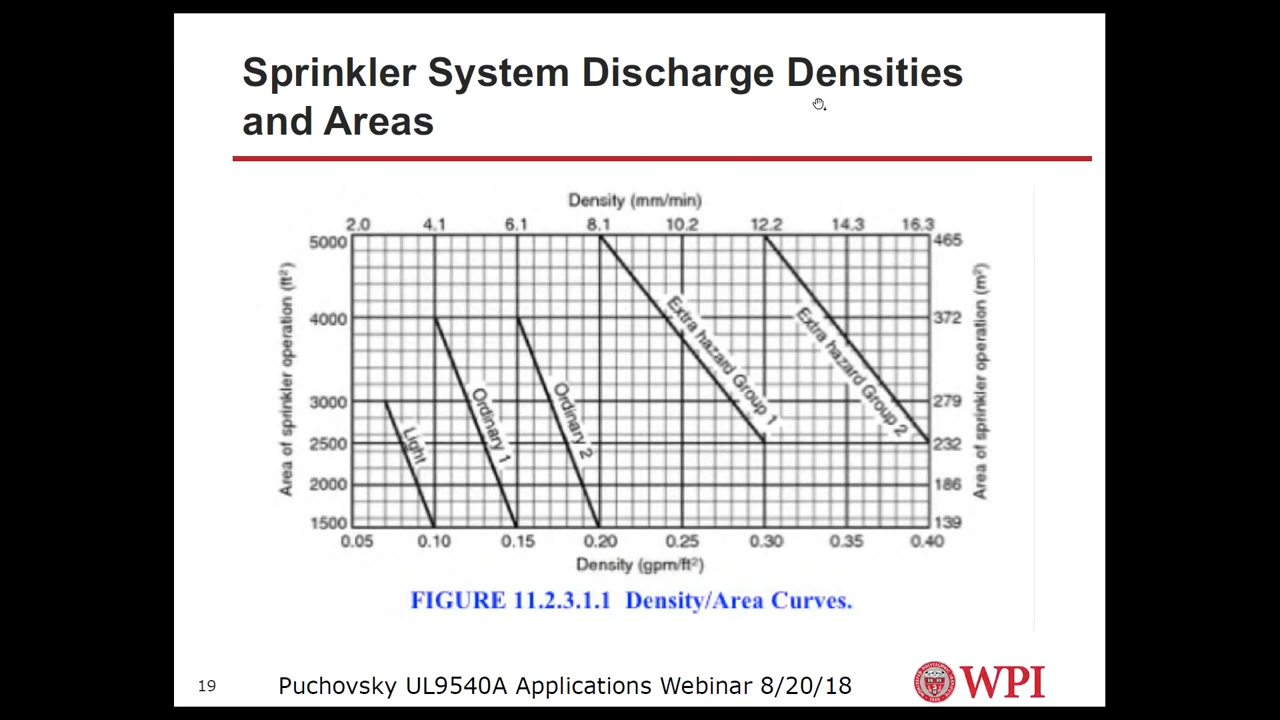 Sprinkler System Discharge Densities
and Areas
Density (mm/min)
2.0 4.1 6.1 8.1 10.2 12.2 14.3 16.3
Area of sprinkler operation (ft²)
5000
4000
3000
2500
2000
1500
Light
Ordinary 1
Ordinary 2
Extra hazard Group 1
Extra hazard Group 2
465
372
279
232
186
139
Area of sprinkler operation (m²)
0.05 0.10 0.15 0.20 0.25 0.30 0.35 0.40
Density (gpm/ft²)
FIGURE 11.2.3.1.1 Density/Area Curves.
19
Puchovsky UL9540A Applications Webinar 8/20/18
WPI